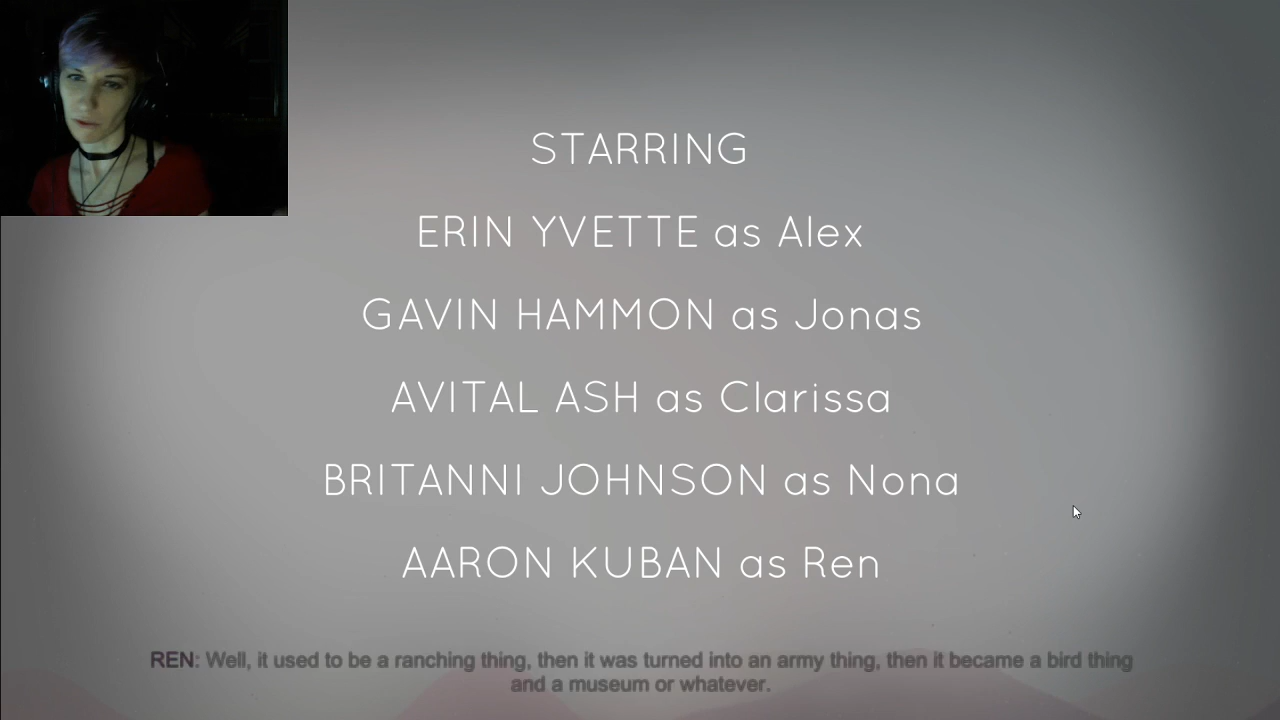 STARRING
ERIN YVETTE as Alex
GAVIN HAMMON as Jonas
AVITAL ASH as Clarissa
BRITANNI JOHNSON as Nona
AARON KUBAN as Ren
REN: Well, it used to be a ranching thing, then it was turned into an army thing, then it became a bird thing
and a museum or whatever.